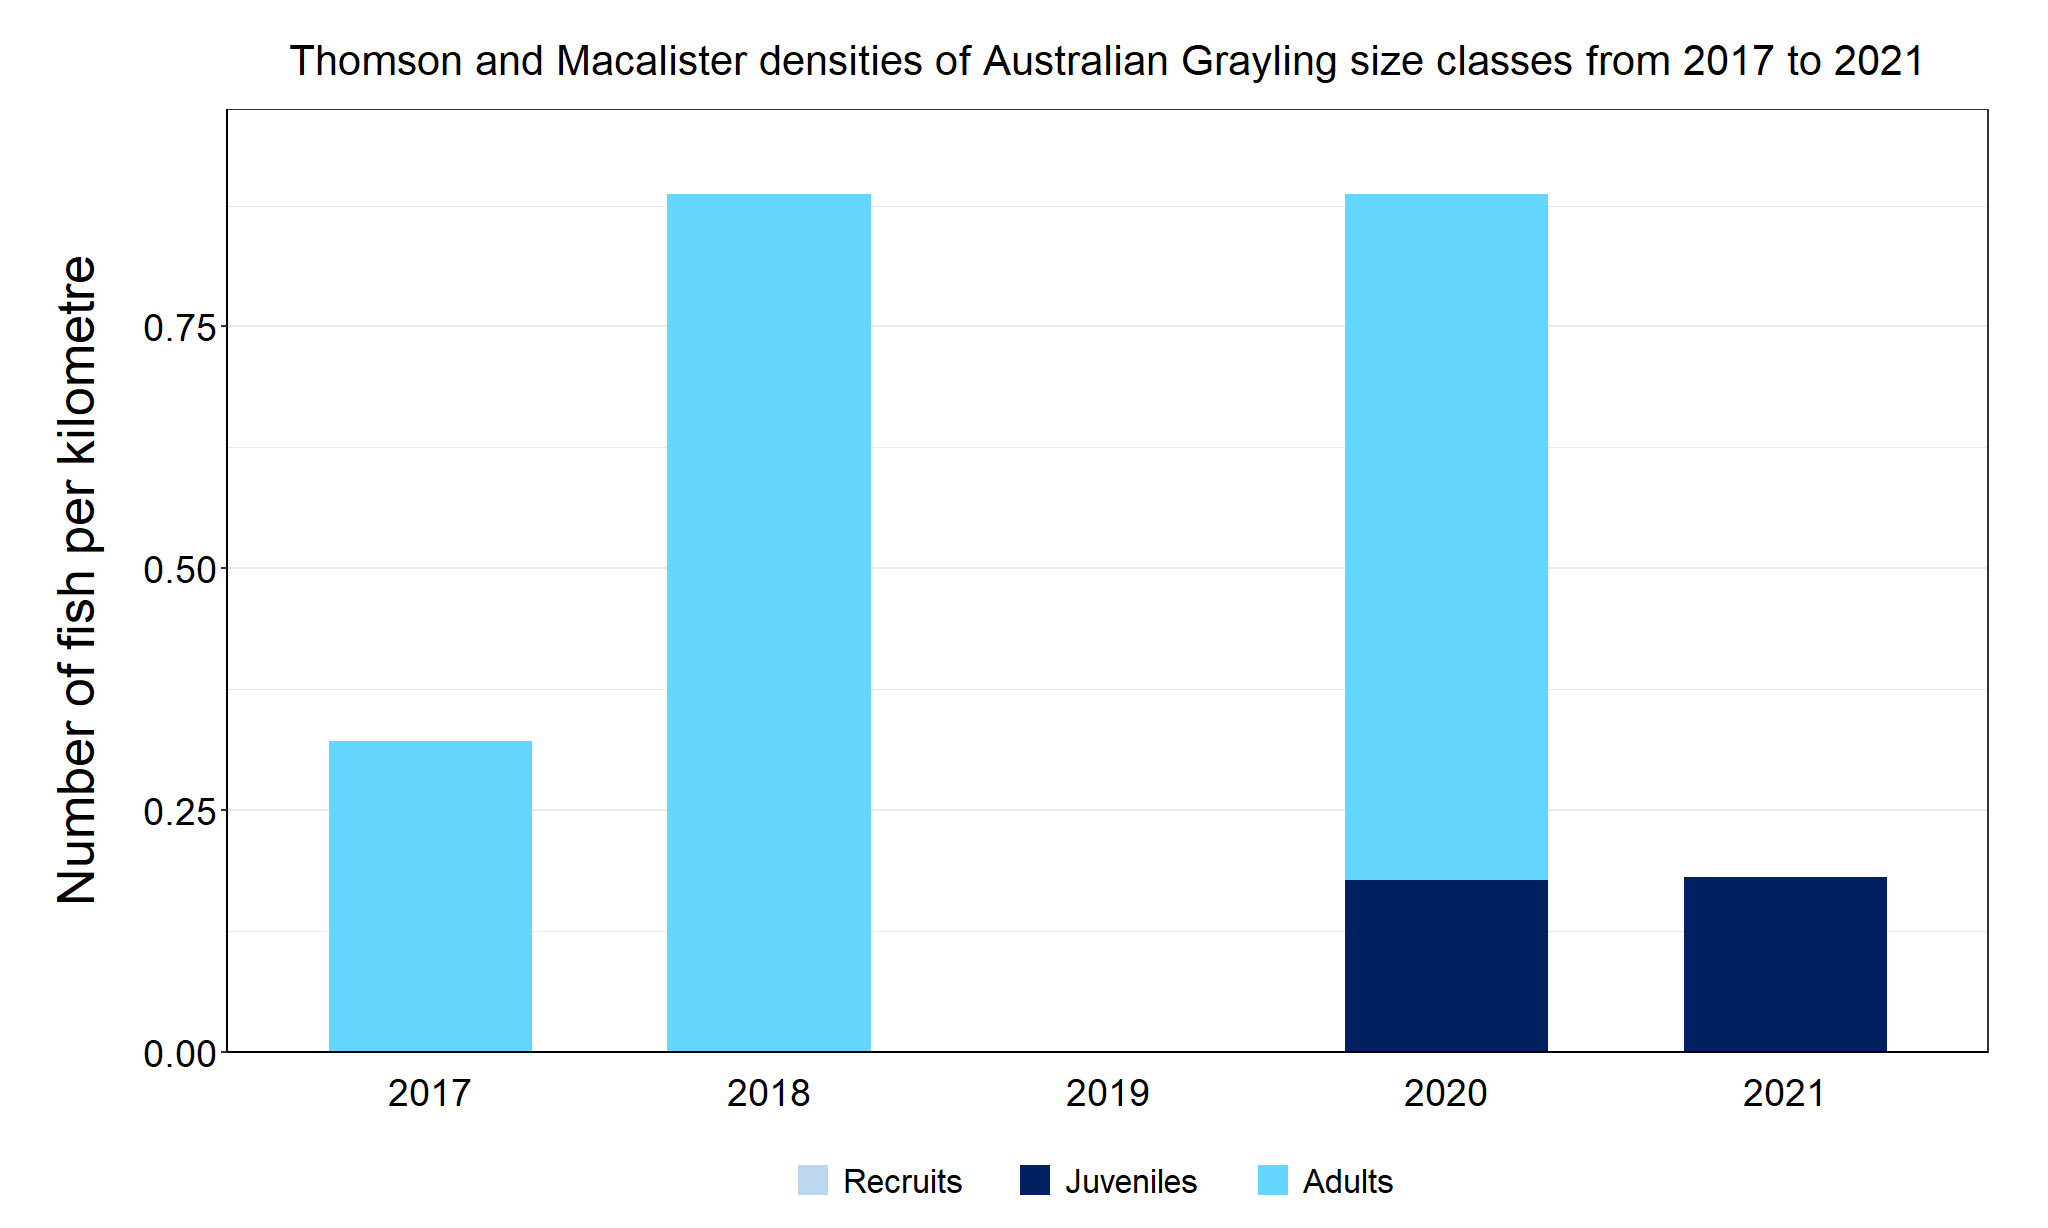 Thomson and Macalister densities of Australian Grayling size classes from 2017 to 2021
Number of fish per kilometre
0.75
0.50
0.25
0.00
2017 2018 2019 2020 2021
Recruits Juveniles Adults